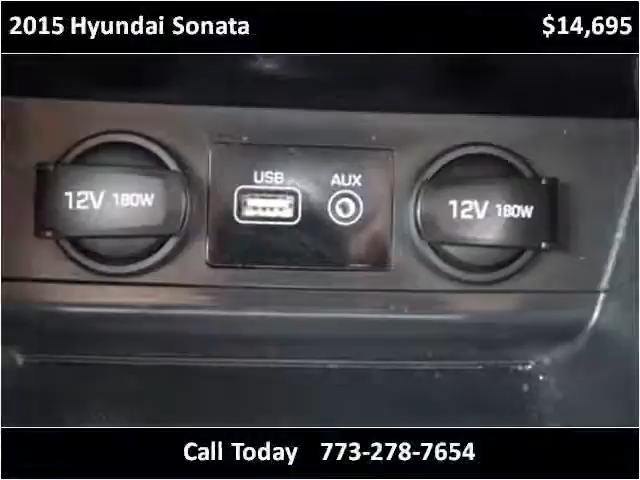 2015 Hyundai Sonata $14,695
USB AUX
12V 180W 12V 180W
Call Today 773-278-7654